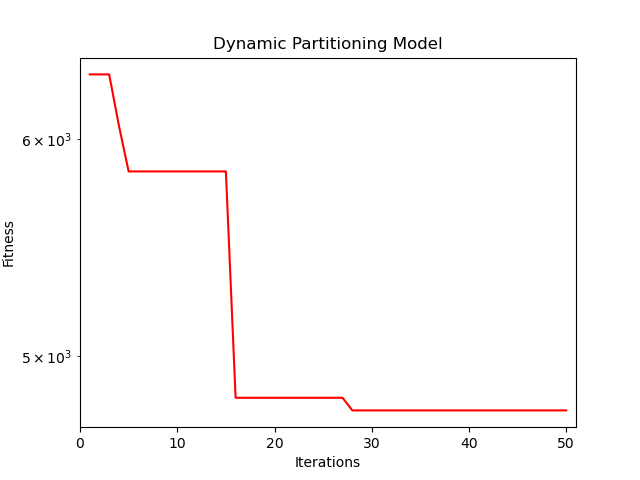 Dynamic Partitioning Model
Fitness
6 × 10³
5 × 10³
0 10 20 30 40 50
Iterations